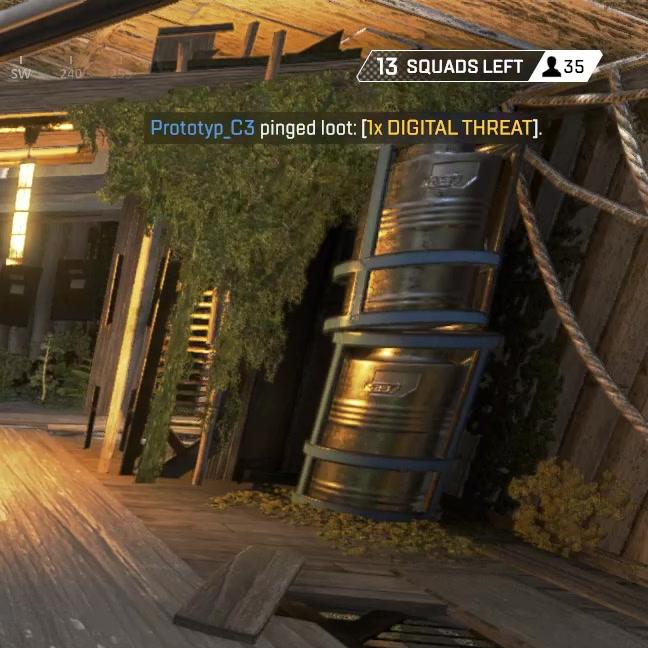 13 SQUADS LEFT 35
SW 240
Prototyp_C3 pinged loot: [1x DIGITAL THREAT].